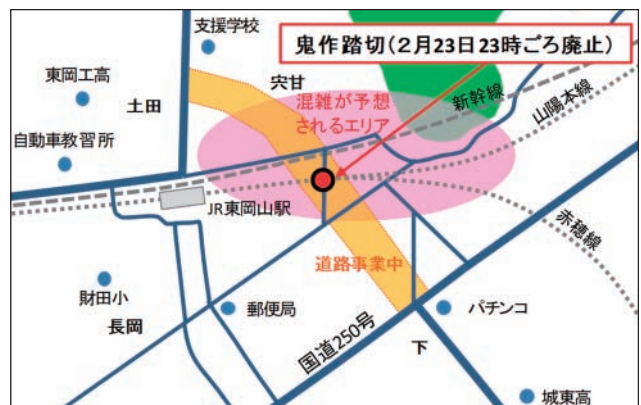 支援学校
鬼作踏切(2月23日23時ごろ廃止)
東岡工高
土田
穴甘
混雑が予想
されるエリア
新幹線
山陽本線
自動車教習所
JR東岡山駅
赤穂線
道路事業中
財田小
長岡
郵便局
国道250号
パチンコ
下
城東高